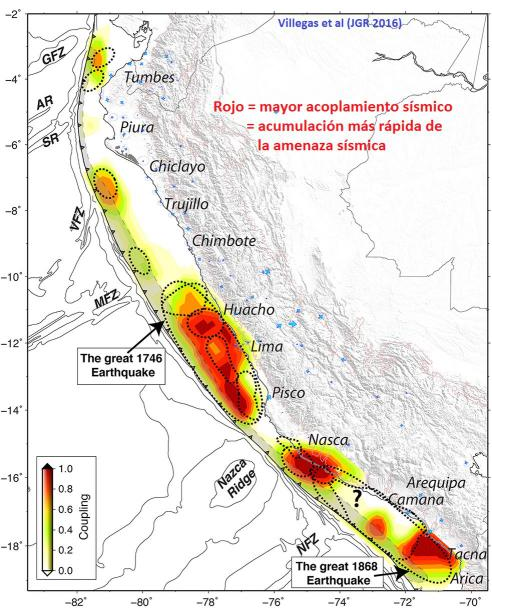 −2˚
Villegas et al (JGR 2016)
GFZ
−4˚
Tumbes
Rojo = mayor acoplamiento sísmico
= acumulación más rápida de
la amenaza sísmica
AR
Piura
SR
−6˚
Chiclayo
Trujillo
−8˚
VFZ
Chimbote
−10˚
MFZ
Huacho
The great 1746
Earthquake
−12˚
Lima
Pisco
−14˚
Nasca
−16˚
Nazca
Ridge
Arequipa
Camana
?
1.0
0.8
0.6
0.4
0.2
0.0
Coupling
NFZ
−18˚
The great 1868
Earthquake
Tacna
Arica
−82˚
−80˚
−78˚
−76˚
−74˚
−72˚
−70˚